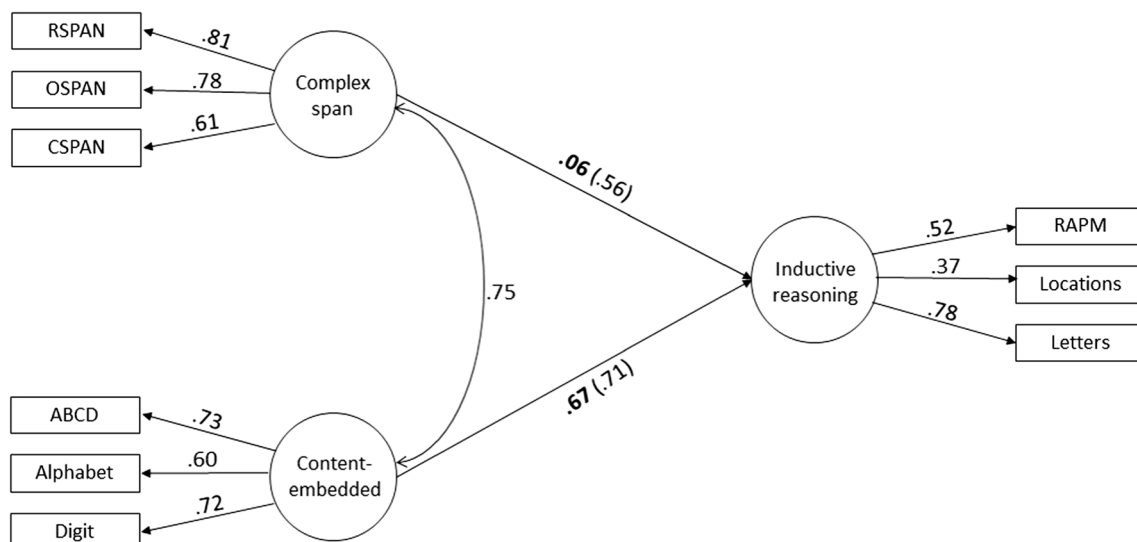 RSPAN
.81
OSPAN
.78
CSPAN
.61
Complex
span
.06 (.56)
.75
Inductive
reasoning
.52
RAPM
.37
Locations
.78
Letters
.67 (.71)
ABCD
.73
Alphabet
.60
Digit
.72
Content-
embedded